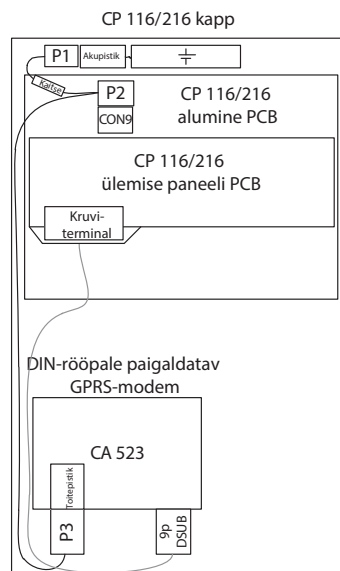 CP 116/216 kapp
P1
Akupistik
Kaitse
P2
CON9
CP 116/216
alumine PCB
CP 116/216
ülemise paneeli PCB
Kruvi-
terminal
DIN-rööpale paigaldatav
GPRS-modem
CA 523
Toitepistik
P3
9p
DSUB